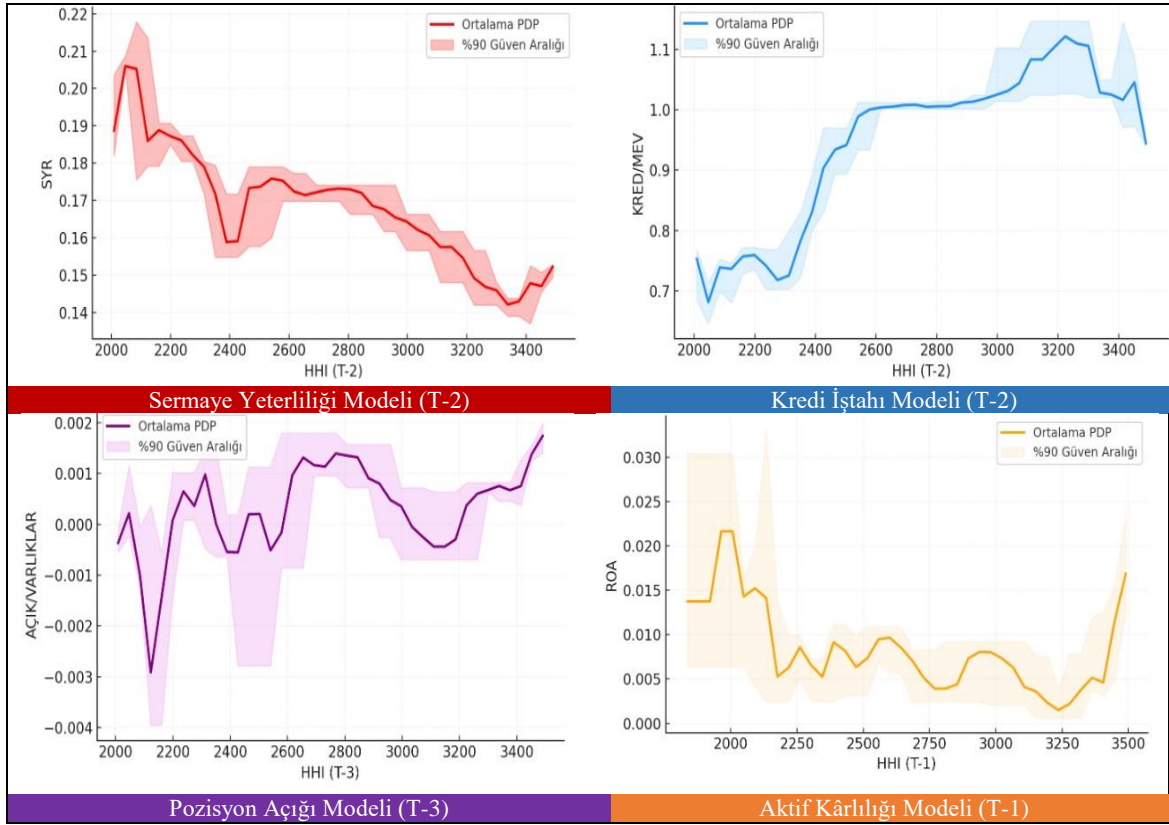 Ortalama PDP
%90 Güven Aralığı
SYR
0.22
0.21
0.20
0.19
0.18
0.17
0.16
0.15
0.14
2000 2200 2400 2600 2800 3000 3200 3400
HHI (T-2)
Sermaye Yeterliliği Modeli (T-2)
Ortalama PDP
%90 Güven Aralığı
KRED/MEV
1.1
1.0
0.9
0.8
0.7
2000 2200 2400 2600 2800 3000 3200 3400
HHI (T-2)
Kredi İştahı Modeli (T-2)
Ortalama PDP
%90 Güven Aralığı
AÇIK/VARLIKLAR
0.002
0.001
0.000
−0.001
−0.002
−0.003
−0.004
2000 2200 2400 2600 2800 3000 3200 3400
HHI (T-3)
Pozisyon Açığı Modeli (T-3)
Ortalama PDP
%90 Güven Aralığı
ROA
0.030
0.025
0.020
0.015
0.010
0.005
0.000
2000 2250 2500 2750 3000 3250 3500
HHI (T-1)
Aktif Kârlılığı Modeli (T-1)